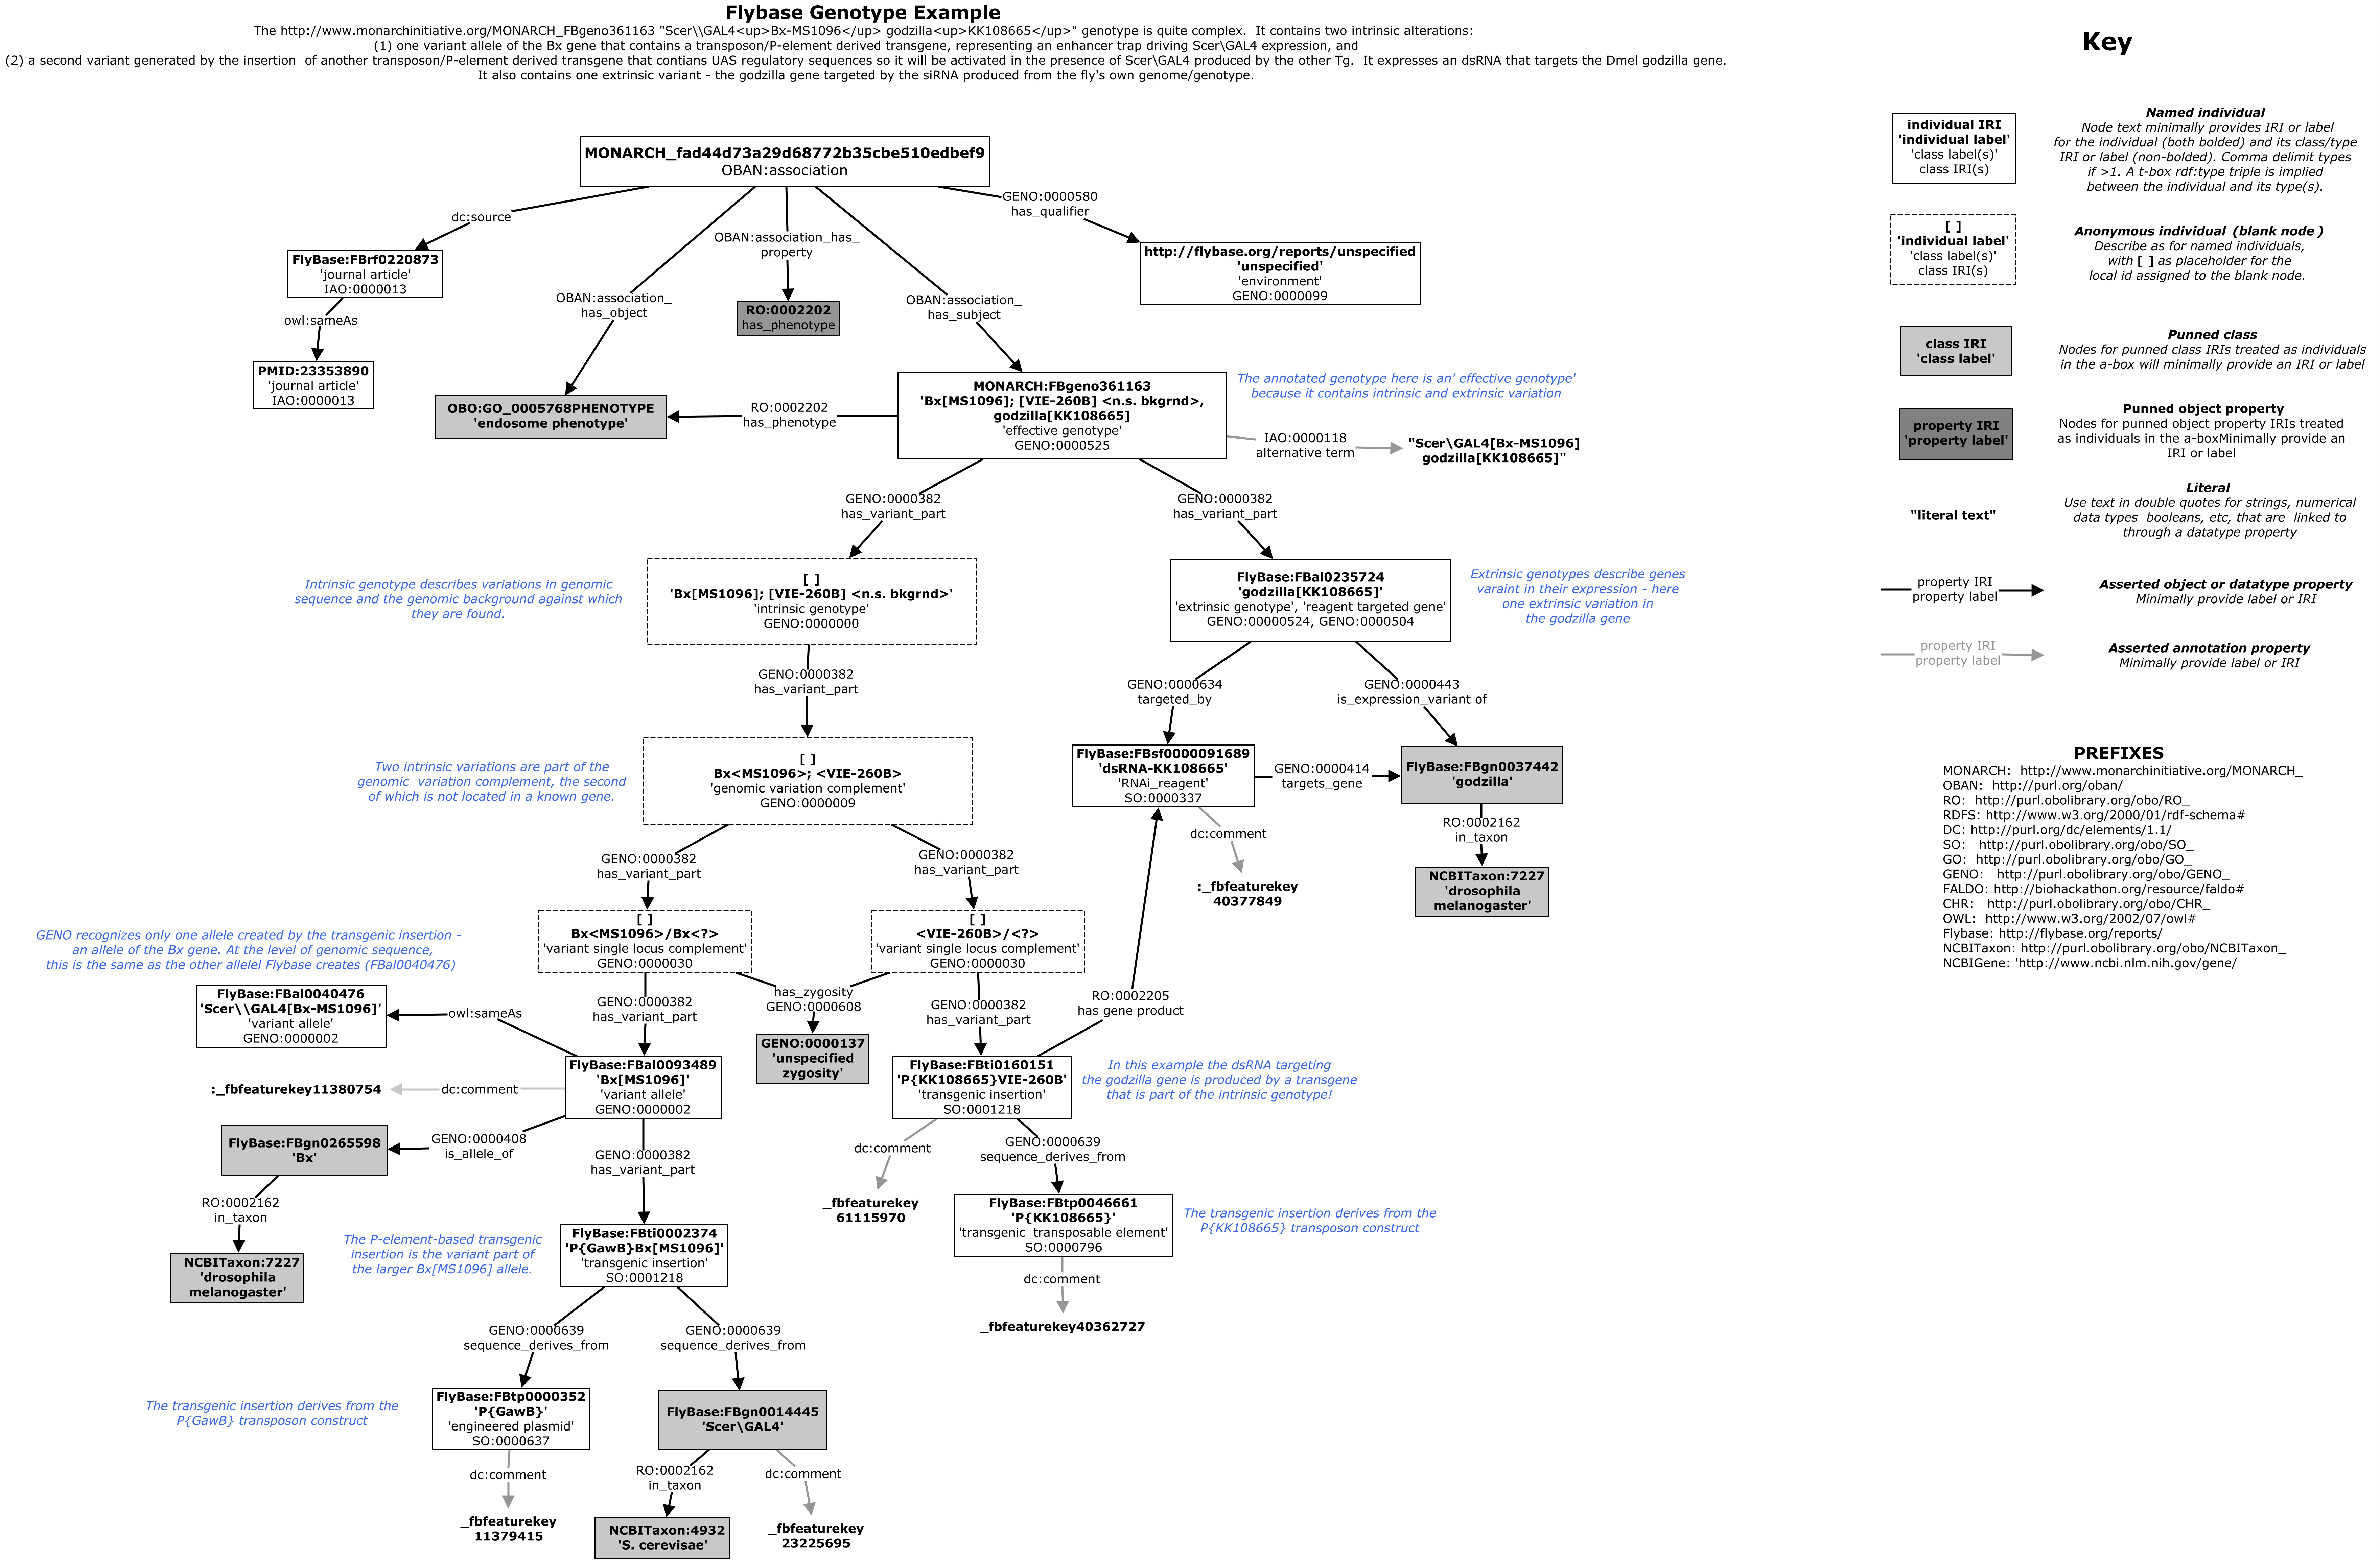 Flybase Genotype Example
The http://www.monarchinitiative.org/MONARCH_FBgeno361163 "Scer\\GAL4<up>Bx-MS1096</up> godzilla<up>KK108665</up>" genotype is quite complex.  It contains two intrinsic alterations:
(1) one variant allele of the Bx gene that contains a transposon/P-element derived transgene, representing an enhancer trap driving Scer\GAL4 expression, and
(2) a second variant generated by the insertion  of another transposon/P-element derived transgene that contians UAS regulatory sequences so it will be activated in the presence of Scer\GAL4 produced by the other Tg.  It expresses an dsRNA that targets the Dmel godzilla gene.
It also contains one extrinsic variant - the godzilla gene targeted by the siRNA produced from the fly's own genome/genotype.
MONARCH_fad44d73a29d68772b35cbe510edbef9
OBAN:association
dc:source
OBAN:association_has_
property
GENO:0000580
has_qualifier
FlyBase:FBrf0220873
'journal article'
IAO:0000013
http://flybase.org/reports/unspecified
'unspecified'
'environment'
GENO:0000099
OBAN:association_
has_object
RO:0002202
has_phenotype
OBAN:association_
has_subject
owl:sameAs
PMID:23353890
'journal article'
IAO:0000013
OBO:GO_0005768PHENOTYPE
'endosome phenotype'
RO:0002202
has_phenotype
MONARCH:FBgeno361163
'Bx[MS1096]; [VIE-260B] <n.s. bkgrnd>,
godzilla[KK108665]
'effective genotype'
GENO:0000525
The annotated genotype here is an' effective genotype'
because it contains intrinsic and extrinsic variation
IAO:0000118
alternative term
"Scer\GAL4[Bx-MS1096]
godzilla[KK108665]"
GENO:0000382
has_variant_part
GENO:0000382
has_variant_part
Intrinsic genotype describes variations in genomic
sequence and the genomic background against which
they are found.
[ ]
'Bx[MS1096]; [VIE-260B] <n.s. bkgrnd>'
'intrinsic genotype'
GENO:0000000
FlyBase:FBal0235724
'godzilla[KK108665]'
'extrinsic genotype', 'reagent targeted gene'
GENO:00000524, GENO:0000504
Extrinsic genotypes describe genes
varaint in their expression - here
one extrinsic variation in
the godzilla gene
GENO:0000382
has_variant_part
GENO:0000634
targeted_by
GENO:0000443
is_expression_variant of
Two intrinsic variations are part of the
genomic  variation complement, the second
of which is not located in a known gene.
[ ]
Bx<MS1096>; <VIE-260B>
'genomic variation complement'
GENO:0000009
FlyBase:FBsf0000091689
'dsRNA-KK108665'
'RNAi_reagent'
SO:0000337
GENO:0000414
targets_gene
FlyBase:FBgn0037442
'godzilla'
dc:comment
:_fbfeaturekey
40377849
RO:0002162
in_taxon
NCBITaxon:7227
'drosophila
melanogaster'
GENO:0000382
has_variant_part
GENO:0000382
has_variant_part
GENO recognizes only one allele created by the transgenic insertion -
an allele of the Bx gene. At the level of genomic sequence,
this is the same as the other allelel Flybase creates (FBal0040476)
[ ]
Bx<MS1096>/Bx<?>
'variant single locus complement'
GENO:0000030
[ ]
<VIE-260B>/<?>
'variant single locus complement'
GENO:0000030
FlyBase:FBal0040476
'Scer\\GAL4[Bx-MS1096]'
'variant allele'
GENO:0000002
owl:sameAs
GENO:0000382
has_variant_part
has_zygosity
GENO:0000608
GENO:0000382
has_variant_part
RO:0002205
has gene product
GENO:0000137
'unspecified
zygosity'
:_fbfeaturekey11380754
dc:comment
FlyBase:FBal0093489
'Bx[MS1096]'
'variant allele'
GENO:0000002
FlyBase:FBti0160151
'P{KK108665}VIE-260B'
'transgenic insertion'
SO:0001218
In this example the dsRNA targeting
the godzilla gene is produced by a transgene
that is part of the intrinsic genotype!
FlyBase:FBgn0265598
'Bx'
GENO:0000408
is_allele_of
GENO:0000382
has_variant_part
dc:comment
_fbfeaturekey
61115970
GENO:0000639
sequence_derives_from
RO:0002162
in_taxon
NCBITaxon:7227
'drosophila
melanogaster'
FlyBase:FBtp0046661
'P{KK108665}'
'transgenic_transposable element'
SO:0000796
The transgenic insertion derives from the
P{KK108665} transposon construct
dc:comment
_fbfeaturekey40362727
The P-element-based transgenic
insertion is the variant part of
the larger Bx[MS1096] allele.
FlyBase:FBti0002374
'P{GawB}Bx[MS1096]'
'transgenic insertion'
SO:0001218
GENO:0000639
sequence_derives_from
GENO:0000639
sequence_derives_from
The transgenic insertion derives from the
P{GawB} transposon construct
FlyBase:FBtp0000352
'P{GawB}'
'engineered plasmid'
SO:0000637
FlyBase:FBgn0014445
'Scer\GAL4'
dc:comment
_fbfeaturekey
11379415
RO:0002162
in_taxon
NCBITaxon:4932
'S. cerevisae'
dc:comment
_fbfeaturekey
23225695
Key
individual IRI
'individual label'
'class label(s)'
class IRI(s)
Named individual
Node text minimally provides IRI or label
for the individual (both bolded) and its class/type
IRI or label (non-bolded). Comma delimit types
if >1. A t-box rdf:type triple is implied
between the individual and its type(s).
[ ]
'individual label'
'class label(s)'
class IRI(s)
Anonymous individual (blank node )
Describe as for named individuals,
with [ ] as placeholder for the
local id assigned to the blank node.
class IRI
'class label'
Punned class
Nodes for punned class IRIs treated as individuals
in the a-box will minimally provide an IRI or label
property IRI
'property label'
Punned object property
Nodes for punned object property IRIs treated
as individuals in the a-boxMinimally provide an
IRI or label
"literal text"
Literal
Use text in double quotes for strings, numerical
data types  booleans, etc, that are  linked to
through a datatype property
property IRI
property label
Asserted object or datatype property
Minimally provide label or IRI
property IRI
property label
Asserted annotation property
Minimally provide label or IRI
PREFIXES
MONARCH:  http://www.monarchinitiative.org/MONARCH_
OBAN:  http://purl.org/oban/
RO:  http://purl.obolibrary.org/obo/RO_
RDFS: http://www.w3.org/2000/01/rdf-schema#
DC: http://purl.org/dc/elements/1.1/
SO:   http://purl.obolibrary.org/obo/SO_
GO:  http://purl.obolibrary.org/obo/GO_
GENO:   http://purl.obolibrary.org/obo/GENO_
FALDO: http://biohackathon.org/resource/faldo#
CHR:   http://purl.obolibrary.org/obo/CHR_
OWL:  http://www.w3.org/2002/07/owl#
Flybase: http://flybase.org/reports/
NCBITaxon: http://purl.obolibrary.org/obo/NCBITaxon_
NCBIGene: 'http://www.ncbi.nlm.nih.gov/gene/